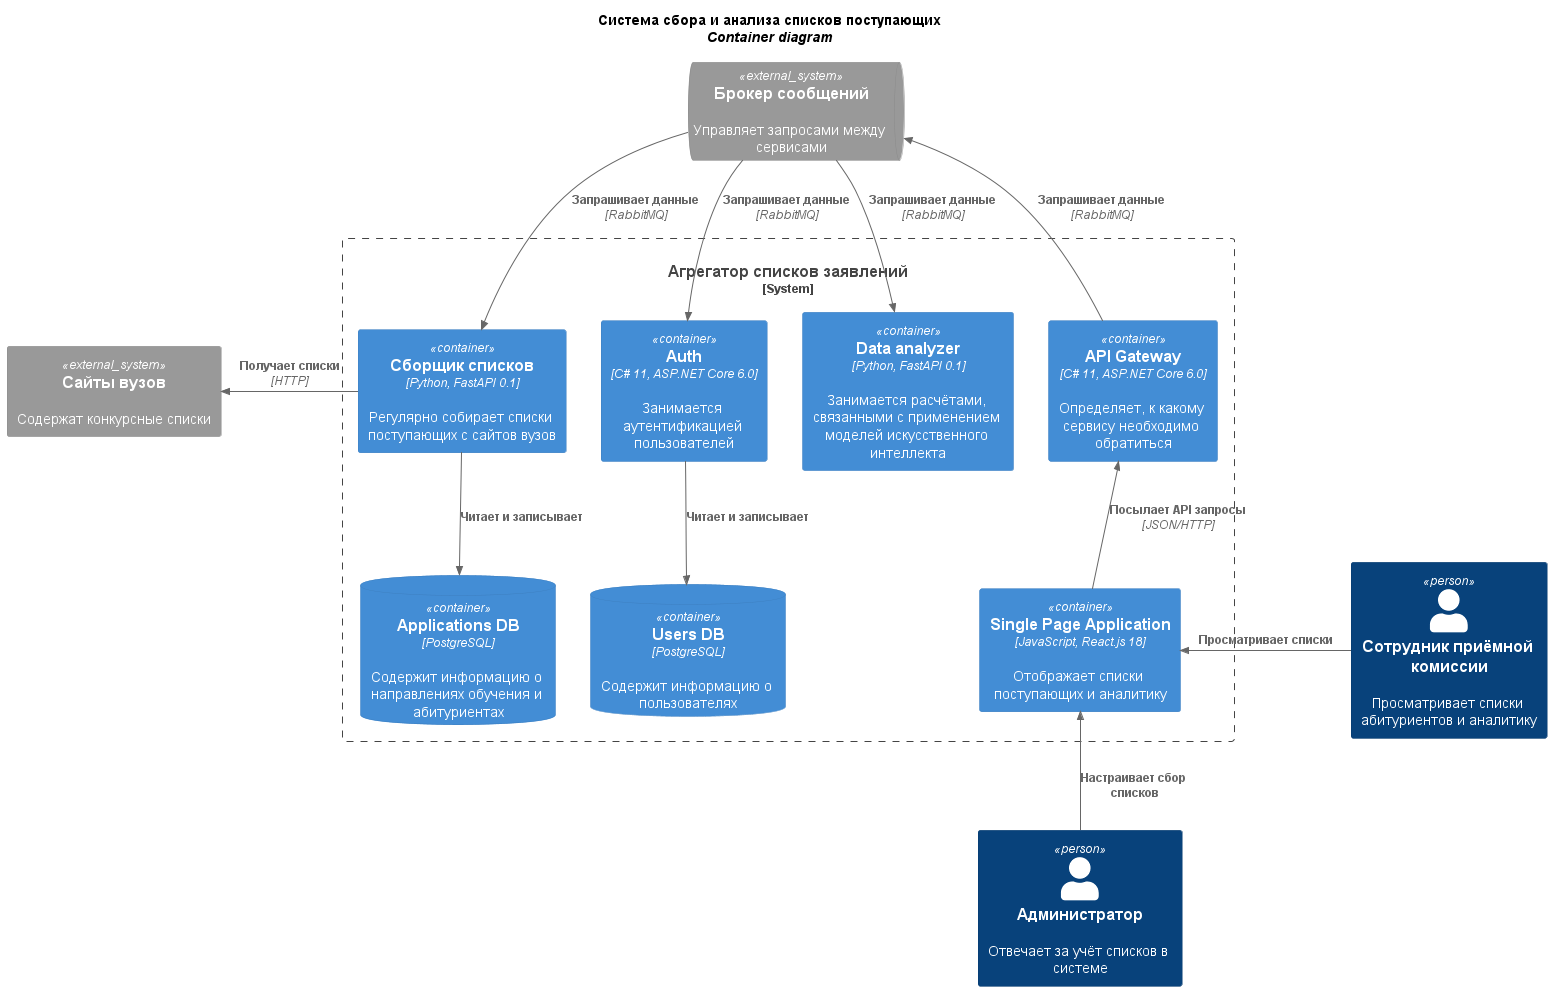 Система сбора и анализа списков поступающих
Container diagram
«external_system»
Брокер сообщений
Управляет запросами между
сервисами
Запрашивает данные
[RabbitMQ]
Запрашивает данные
[RabbitMQ]
Запрашивает данные
[RabbitMQ]
Запрашивает данные
[RabbitMQ]
Агрегатор списков заявлений
[System]
«external_system»
Сайты вузов
Содержат конкурсные списки
Получает списки
[HTTP]
«container»
Сборщик списков
[Python, FastAPI 0.1]
Регулярно собирает списки
поступающих с сайтов вузов
«container»
Auth
[C# 11, ASP.NET Core 6.0]
Занимается
аутентификацией
пользователей
«container»
Data analyzer
[Python, FastAPI 0.1]
Занимается расчётами,
связанными с применением
моделей искусственного
интеллекта
«container»
API Gateway
[C# 11, ASP.NET Core 6.0]
Определяет, к какому
сервису необходимо
обратиться
Читает и записывает
Читает и записывает
Посылает API запросы
[JSON/HTTP]
«container»
Applications DB
[PostgreSQL]
Содержит информацию о
направлениях обучения и
абитуриентах
«container»
Users DB
[PostgreSQL]
Содержит информацию о
пользователях
«container»
Single Page Application
[JavaScript, React.js 18]
Отображает списки
поступающих и аналитику
Просматривает списки
«person»
Сотрудник приёмной
комиссии
Просматривает списки
абитуриентов и аналитику
Настраивает сбор
списков
«person»
Администратор
Отвечает за учёт списков в
системе